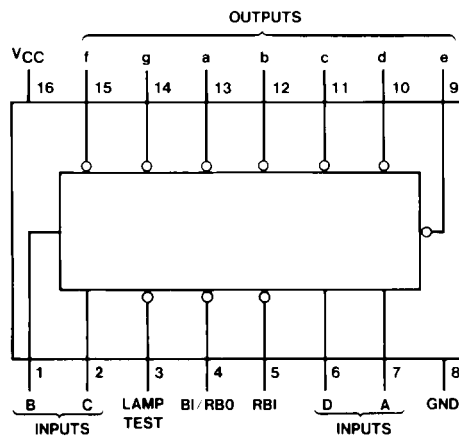 OUTPUTS
VCC f g a b c d e
16 15 14 13 12 11 10 9
1 2 3 4 5 6 7 8
B C LAMP TEST BI/RBO RBI D A GND
INPUTS INPUTS